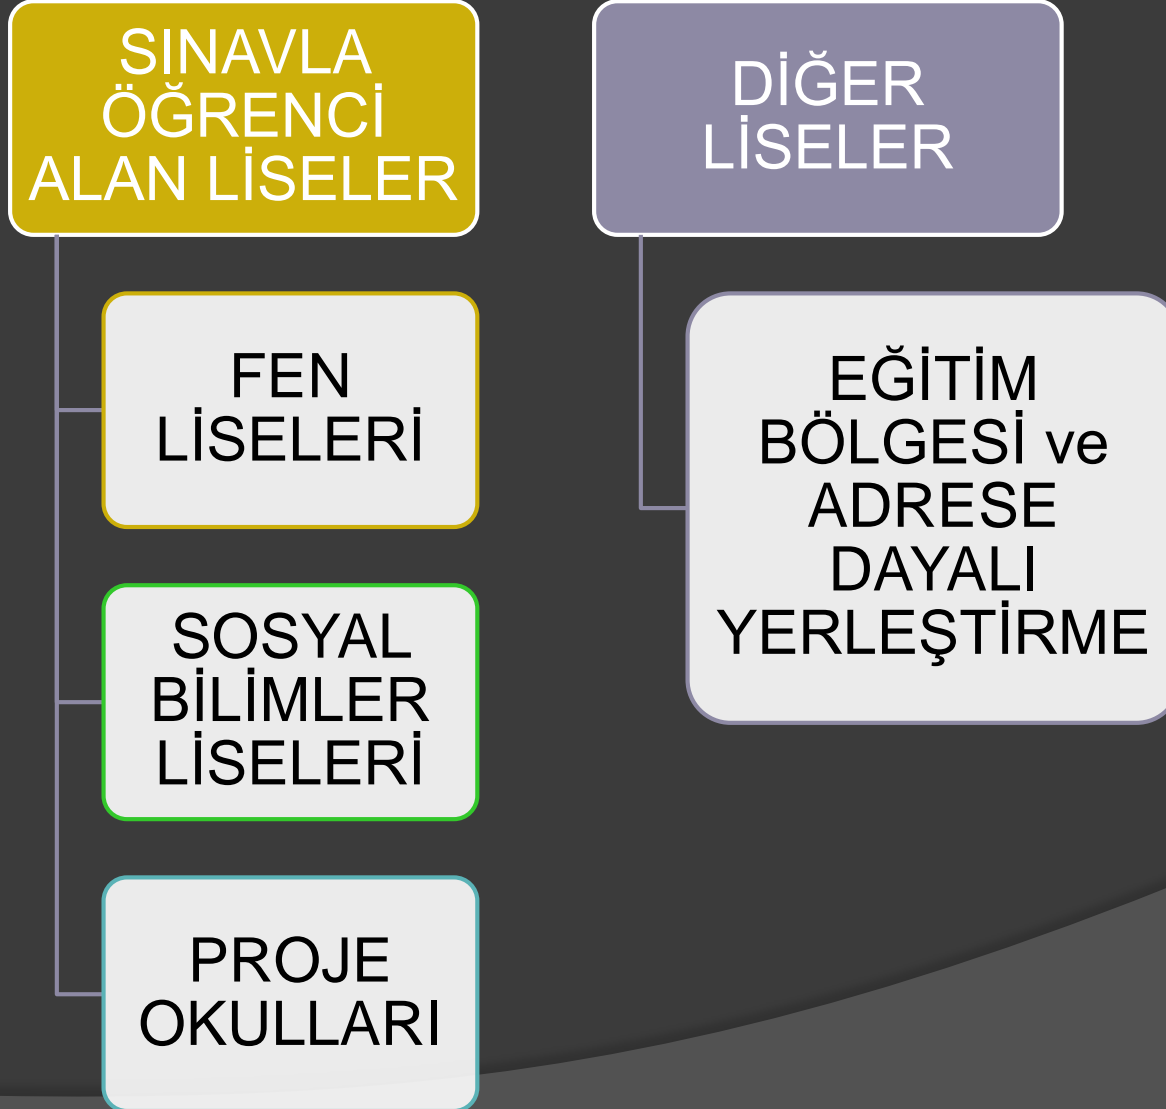 SINAVLA
ÖĞRENCİ
ALAN LİSELER
FEN
LİSELERİ
SOSYAL
BİLİMLER
LİSELERİ
PROJE
OKULLARI
DİĞER
LİSELER
EĞİTİM
BÖLGESİ ve
ADRESE
DAYALI
YERLEŞTİRME